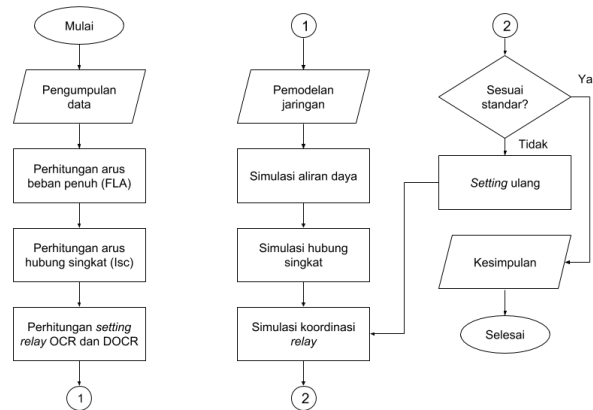 Mulai
Pengumpulan
data
Perhitungan arus
beban penuh (FLA)
Perhitungan arus
hubung singkat (Isc)
Perhitungan setting
relay OCR dan DOCR
1
1
Pemodelan
jaringan
Simulasi aliran daya
Simulasi hubung
singkat
Simulasi koordinasi
relay
2
2
Sesuai
standar?
Ya
Tidak
Setting ulang
Kesimpulan
Selesai